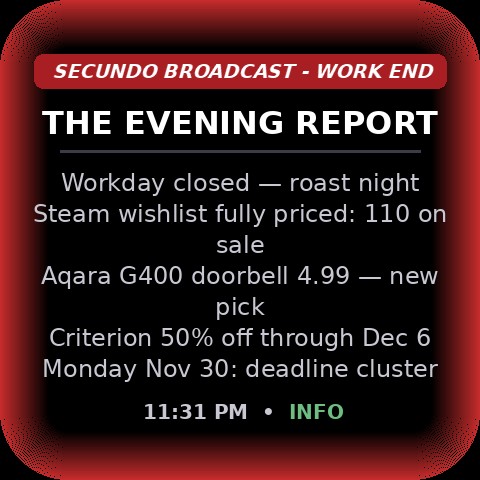 SECUNDO BROADCAST - WORK END
THE EVENING REPORT
Workday closed — roast night
Steam wishlist fully priced: 110 on
sale
Aqara G400 doorbell 4.99 — new
pick
Criterion 50% off through Dec 6
Monday Nov 30: deadline cluster
11:31 PM • INFO